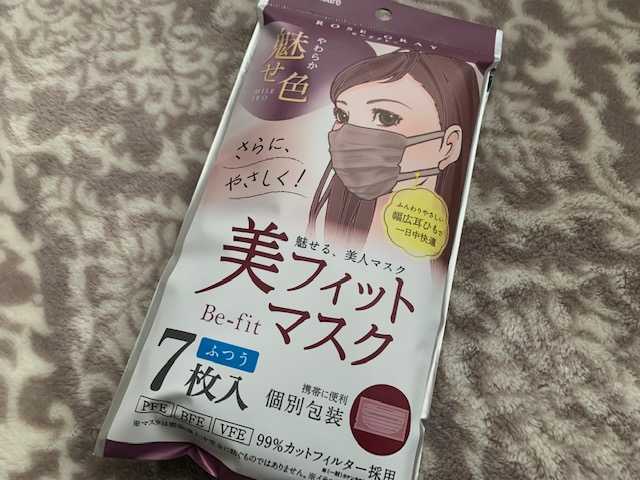 ROSE GRAY
やわらか
魅せ色
MISE
IRO
さらに、
やさしく!
ふんわりやさしい
幅広耳ひもで
一日中快適
魅せる、美人マスク
美フィット
Be-fit マスク
ふつう
7枚入
携帯に便利
個別包装
PFE BFE VFE
99%カットフィルター採用